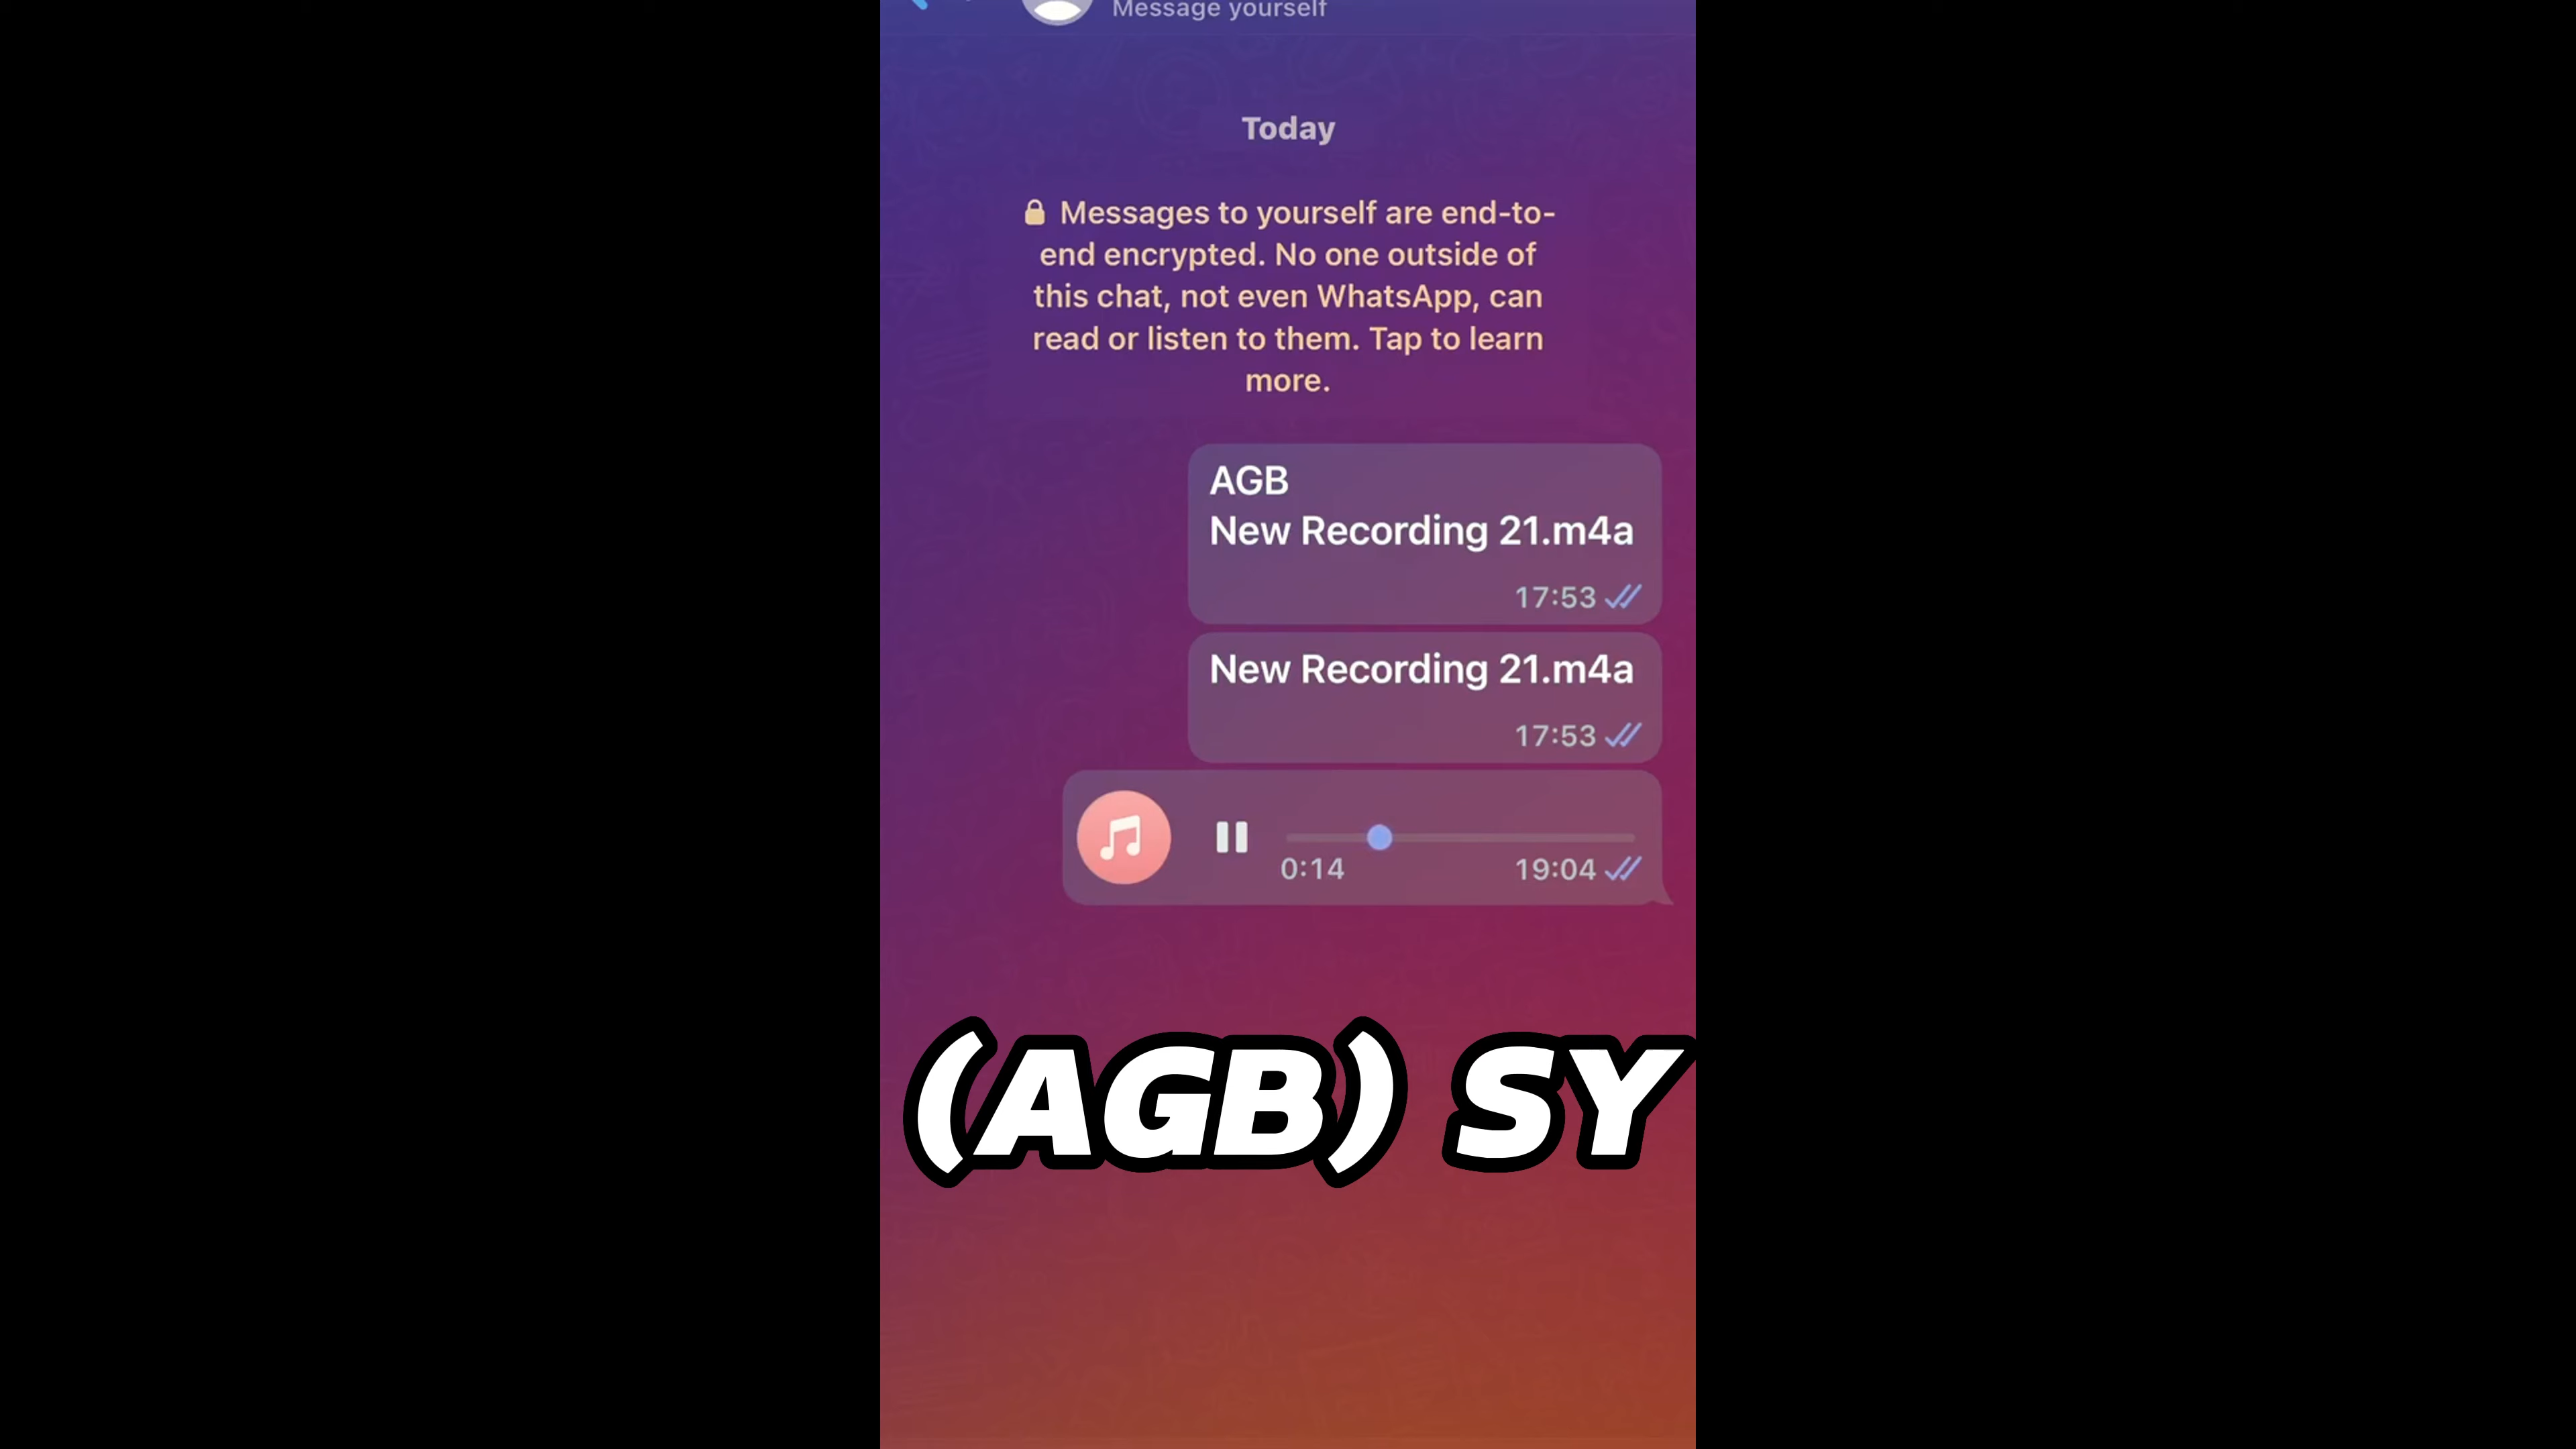 Message yourself
Today
Messages to yourself are end-to-
end encrypted. No one outside of
this chat, not even WhatsApp, can
read or listen to them. Tap to learn
more.
AGB
New Recording 21.m4a
17:53
New Recording 21.m4a
17:53
0:14 19:04
(AGB) SY